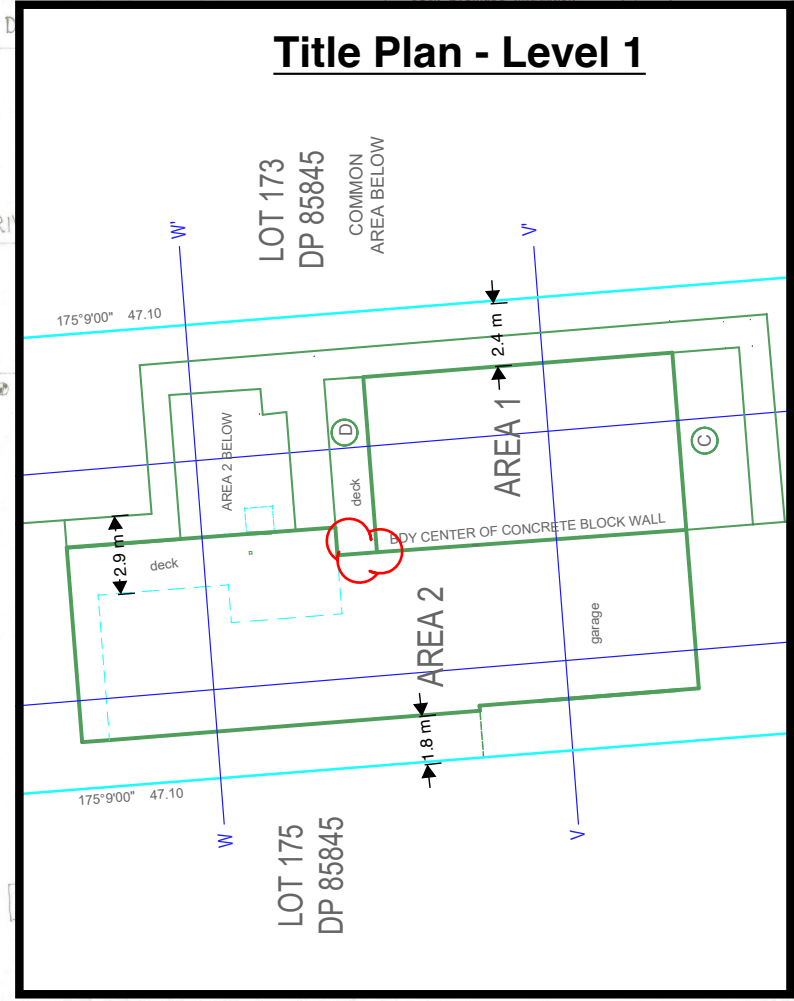 Title Plan - Level 1
LOT 173
DP 85845
COMMON
AREA BELOW
W'
V'
175°9'00" 47.10
2.4 m
AREA 2 BELOW
D
deck
AREA 1
C
BDY CENTER OF CONCRETE BLOCK WALL
2.9 m
deck
AREA 2
garage
1.8 m
175°9'00" 47.10
W
V
LOT 175
DP 85845